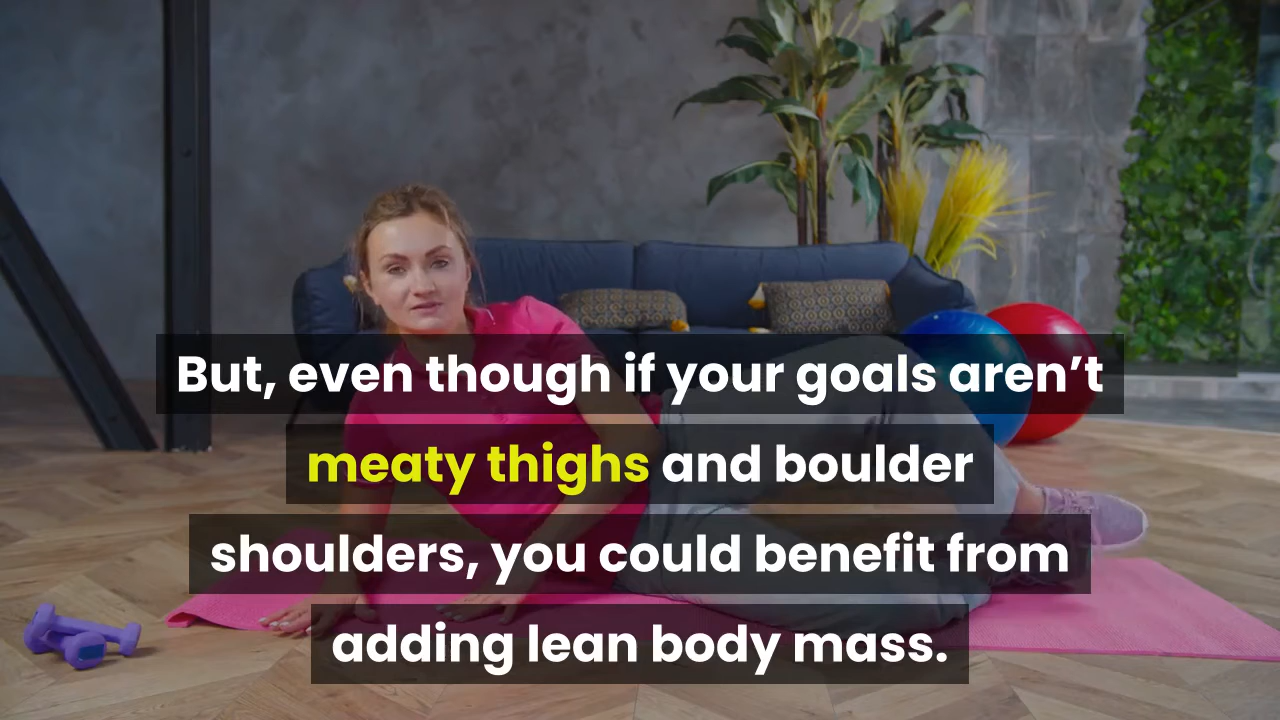 But, even though if your goals aren’t
meaty thighs and boulder
shoulders, you could benefit from
adding lean body mass.